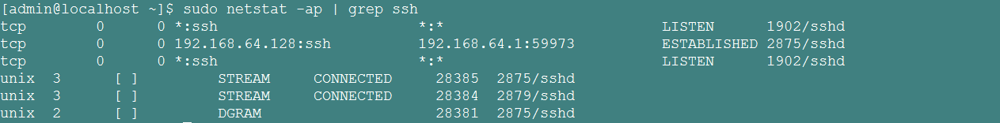 [admin@localhost ~]$ sudo netstat -ap | grep ssh
tcp        0      0 *:ssh                       *:*                         LISTEN      1902/sshd
tcp        0      0 192.168.64.128:ssh          192.168.64.1:59973          ESTABLISHED 2875/sshd
tcp        0      0 *:ssh                       *:*                         LISTEN      1902/sshd
unix  3      [ ]         STREAM     CONNECTED     28385  2875/sshd
unix  3      [ ]         STREAM     CONNECTED     28384  2879/sshd
unix  2      [ ]         DGRAM                    28381  2875/sshd